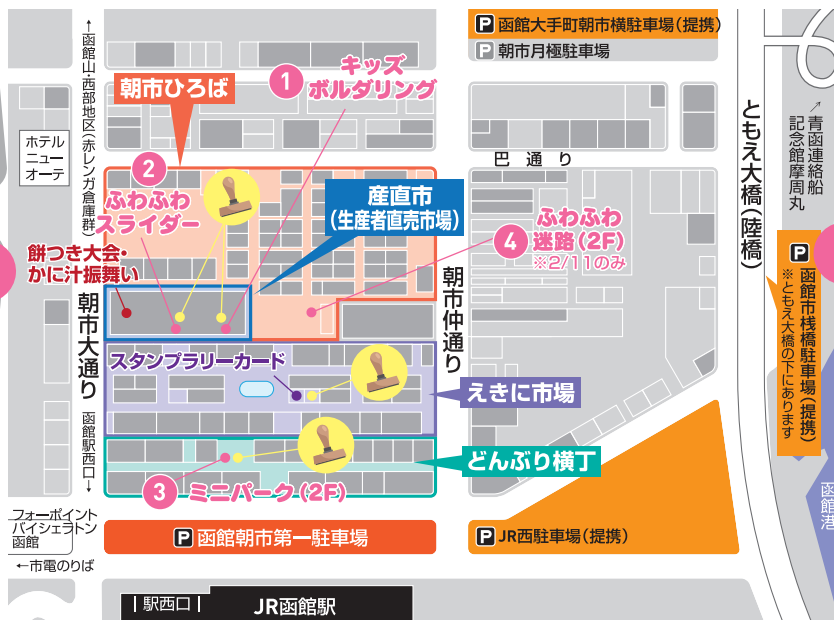 P 函館大手町朝市横駐車場(提携)
P 朝市月極駐車場
←函館山・西部地区(赤レンガ倉庫群)
朝市ひろば
1
キッズ
ボルダリング
ホテル
ニュー
オーテ
2
ふわふわ
スライダー
産直市
(生産者直売市場)
巴通り
ともえ大橋(陸橋)
↗青函連絡船
記念館摩周丸
4
ふわふわ
迷路(2F)
※2/11のみ
餅つき大会・
かに汁振舞い
朝市大通り
朝市仲通り
P 函館市桟橋駐車場(提携)
※ともえ大橋の下にあります
スタンプラリーカード
えきに市場
函館駅西口→
どんぶり横丁
3
ミニパーク(2F)
函館港
フォーポイント
バイシェラトン
函館
P 函館朝市第一駐車場
P JR西駐車場(提携)
←市電のりば
駅西口
JR函館駅